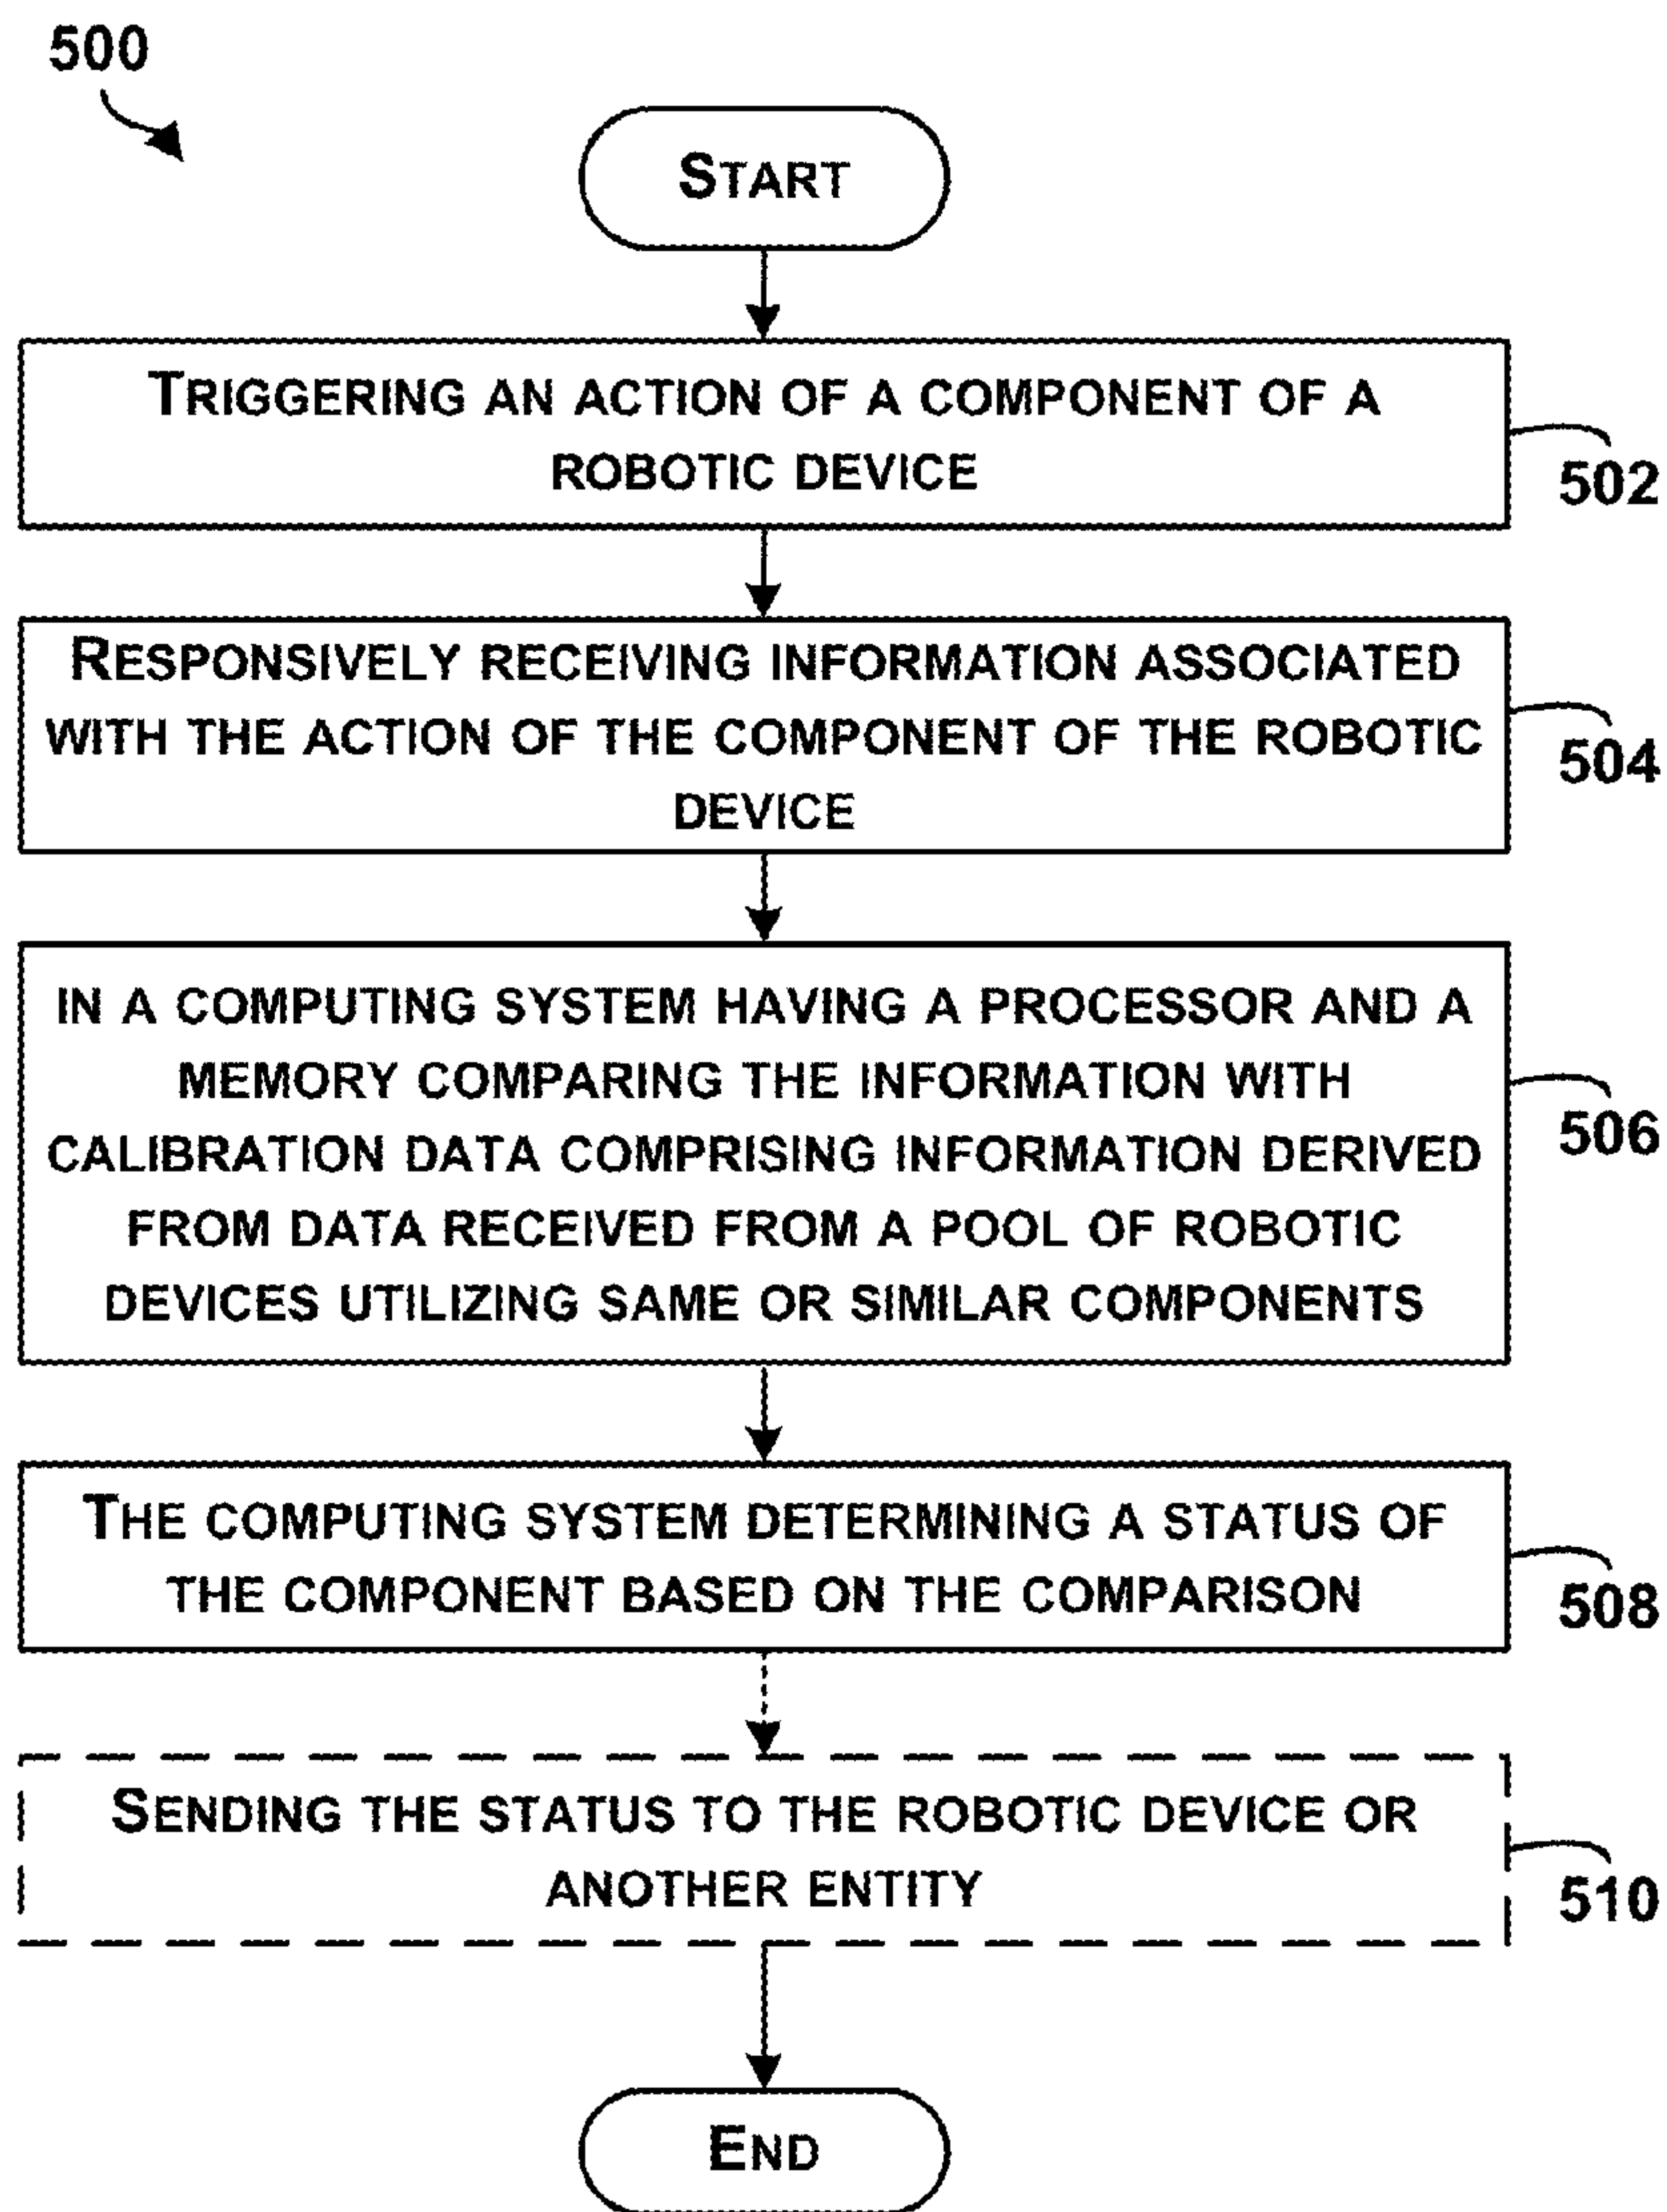 500
START
TRIGGERING AN ACTION OF A COMPONENT OF A
ROBOTIC DEVICE
502
RESPONSIVELY RECEIVING INFORMATION ASSOCIATED
WITH THE ACTION OF THE COMPONENT OF THE ROBOTIC
DEVICE
504
IN A COMPUTING SYSTEM HAVING A PROCESSOR AND A
MEMORY COMPARING THE INFORMATION WITH
CALIBRATION DATA COMPRISING INFORMATION DERIVED
FROM DATA RECEIVED FROM A POOL OF ROBOTIC
DEVICES UTILIZING SAME OR SIMILAR COMPONENTS
506
THE COMPUTING SYSTEM DETERMINING A STATUS OF
THE COMPONENT BASED ON THE COMPARISON
508
SENDING THE STATUS TO THE ROBOTIC DEVICE OR
ANOTHER ENTITY
510
END